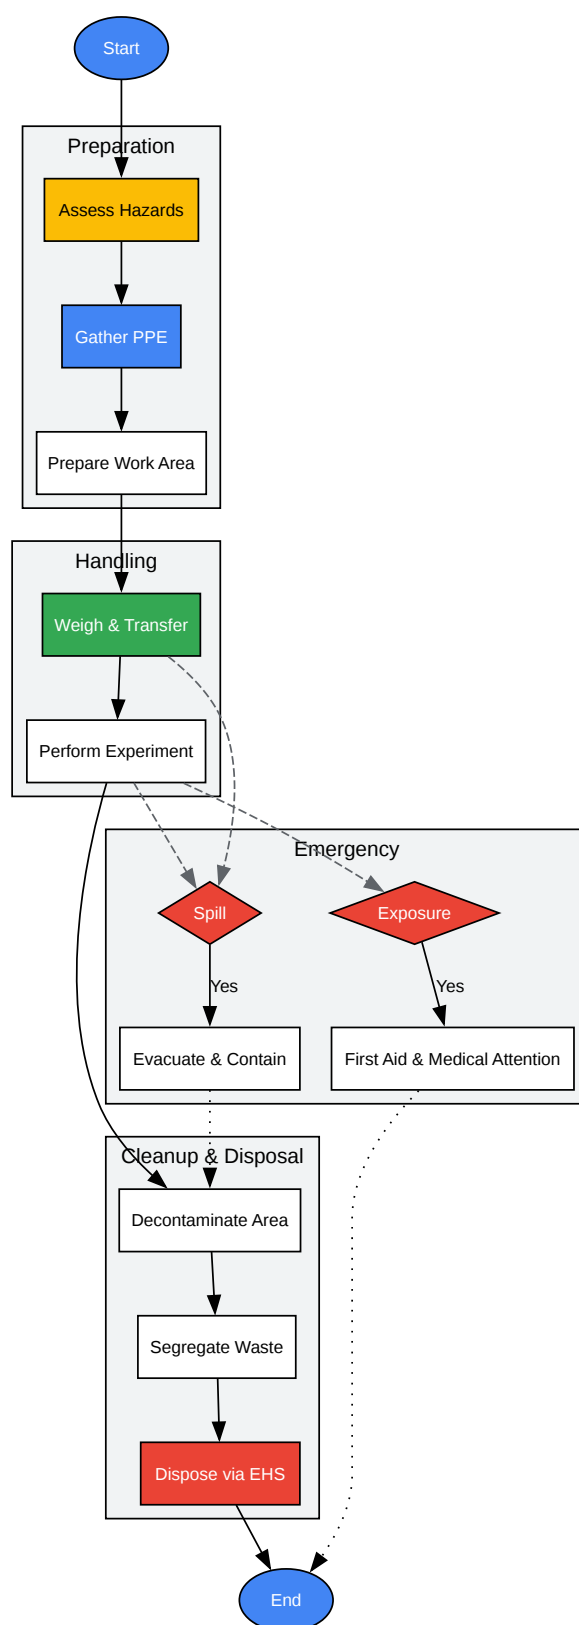 Start
Preparation
Assess Hazards
Gather PPE
Prepare Work Area
Handling
Weigh & Transfer
Perform Experiment
Emergency
Spill
Exposure
Yes
Yes
Evacuate & Contain
First Aid & Medical Attention
Cleanup & Disposal
Decontaminate Area
Segregate Waste
Dispose via EHS
End